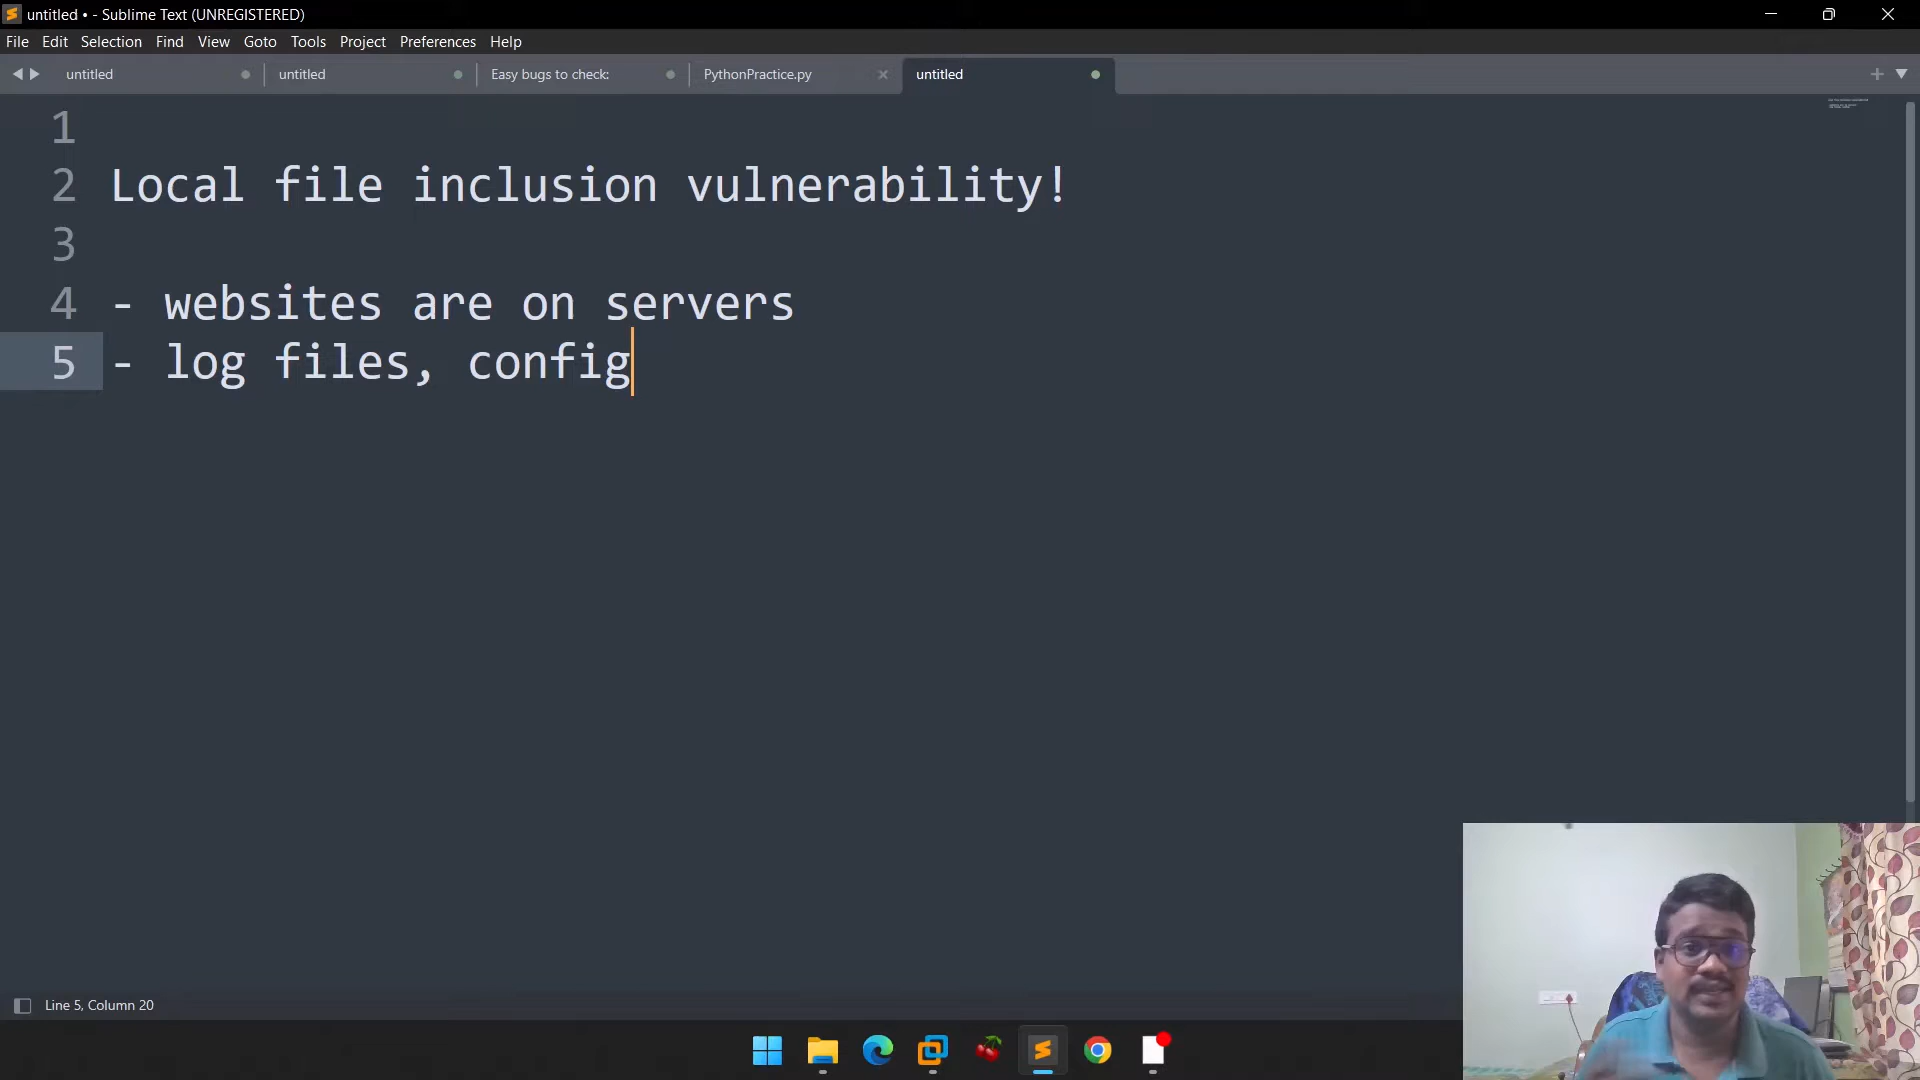 untitled • - Sublime Text (UNREGISTERED)
File Edit Selection Find View Goto Tools Project Preferences Help
untitled untitled Easy bugs to check: PythonPractice.py untitled
1
2 Local file inclusion vulnerability!
3
4 - websites are on servers
5 - log files, config
Line 5, Column 20